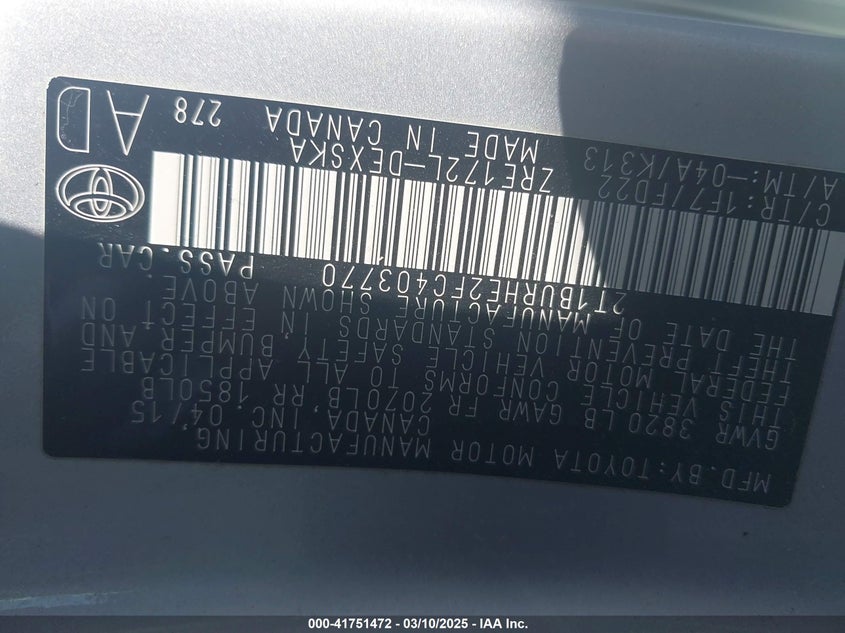 MFD. BY: TOYOTA MOTOR MANUFACTURING
CANADA, INC. 04/15
GVWR 3820 LB GAWR FR 2070LB, RR 1850LB
THIS VEHICLE CONFORMS TO ALL APPLICABLE
FEDERAL MOTOR VEHICLE SAFETY, BUMPER AND
THEFT PREVENTION STANDARDS IN EFFECT ON
THE DATE OF MANUFACTURE SHOWN ABOVE.
2T1BURHE2FC403770 PASS. CAR
C/TR: 1F7/FD22 ZRE172L-DEXSKA
A/TM: -04A/K313 MADE IN CANADA 278
AD
000-41751472 — 03/10/2025 — IAA Inc.